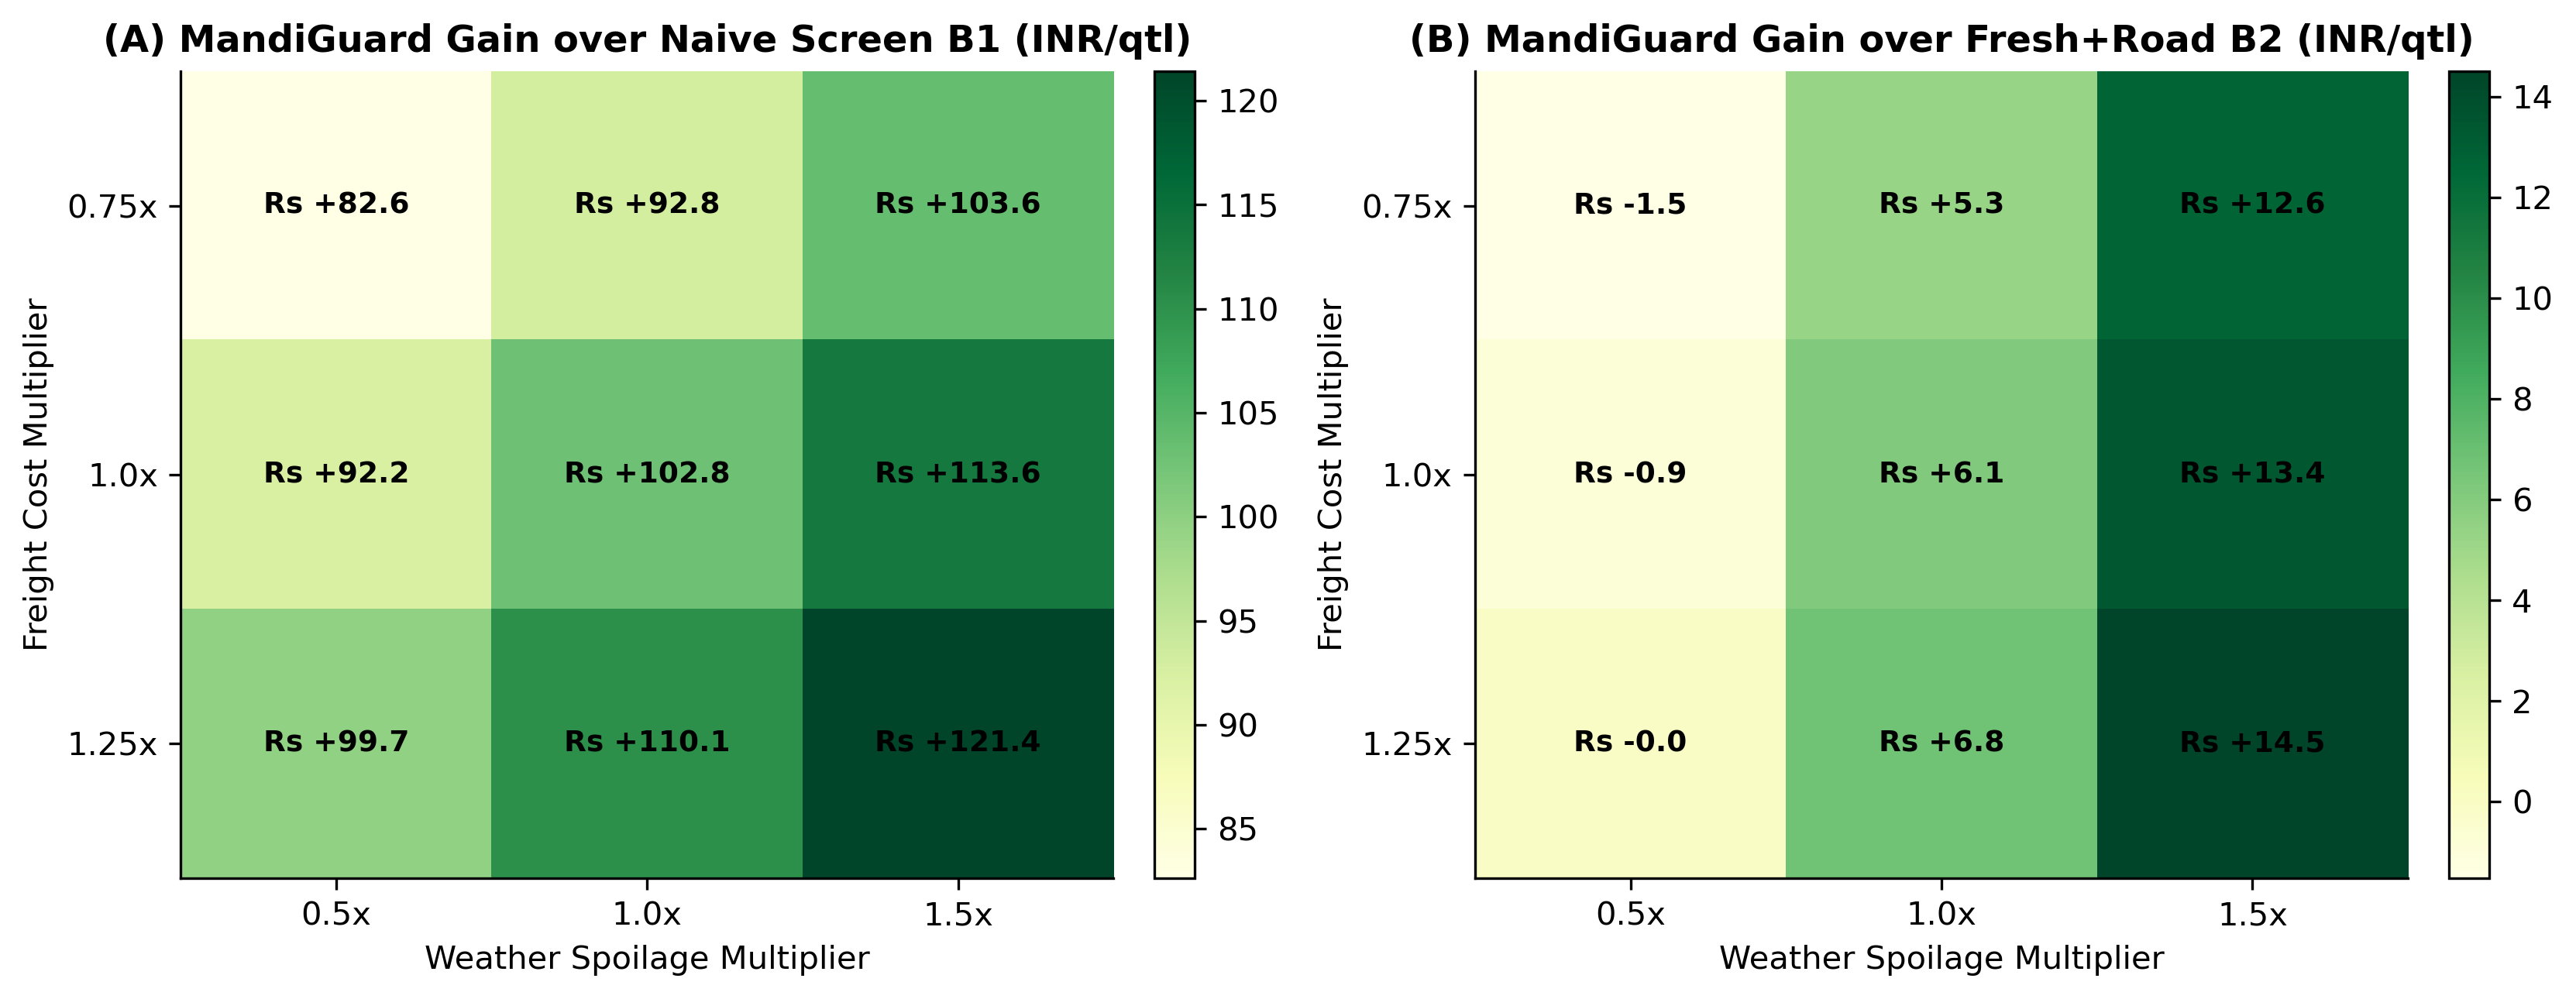 (A) MandiGuard Gain over Naive Screen B1 (INR/qtl)
Freight Cost Multiplier
0.75x
1.0x
1.25x
Rs +82.6 Rs +92.8 Rs +103.6
Rs +92.2 Rs +102.8 Rs +113.6
Rs +99.7 Rs +110.1 Rs +121.4
0.5x 1.0x 1.5x
Weather Spoilage Multiplier
120
115
110
105
100
95
90
85
(B) MandiGuard Gain over Fresh+Road B2 (INR/qtl)
Freight Cost Multiplier
0.75x
1.0x
1.25x
Rs -1.5 Rs +5.3 Rs +12.6
Rs -0.9 Rs +6.1 Rs +13.4
Rs -0.0 Rs +6.8 Rs +14.5
0.5x 1.0x 1.5x
Weather Spoilage Multiplier
14
12
10
8
6
4
2
0